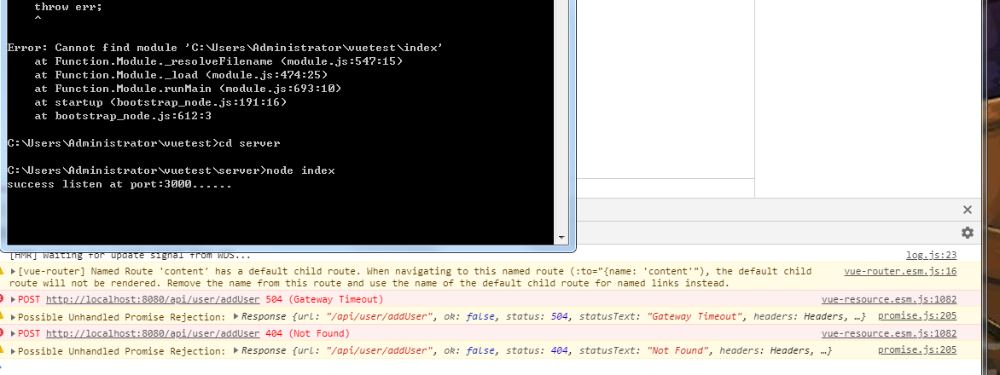 throw err;
^
Error: Cannot find module 'C:\Users\Administrator\vuetest\index'
at Function.Module._resolveFilename (module.js:547:15)
at Function.Module._load (module.js:474:25)
at Function.Module.runMain (module.js:693:10)
at startup (bootstrap_node.js:191:16)
at bootstrap_node.js:612:3
C:\Users\Administrator\vuetest>cd server
C:\Users\Administrator\vuetest\server>node index
success listen at port:3000......
[HMR] Waiting for update signal from WDS... log.js:23
[vue-router] Named Route 'content' has a default child route. When navigating to this named route (:to="{name: 'content'"), the default child vue-router.esm.js:16
route will not be rendered. Remove the name from this route and use the name of the default child route for named links instead.
POST http://localhost:8080/api/user/addUser 504 (Gateway Timeout) vue-resource.esm.js:1082
Possible Unhandled Promise Rejection: Response {url: "/api/user/addUser", ok: false, status: 504, statusText: "Gateway Timeout", headers: Headers, …} promise.js:205
POST http://localhost:8080/api/user/addUser 404 (Not Found) vue-resource.esm.js:1082
Possible Unhandled Promise Rejection: Response {url: "/api/user/addUser", ok: false, status: 404, statusText: "Not Found", headers: Headers, …} promise.js:205